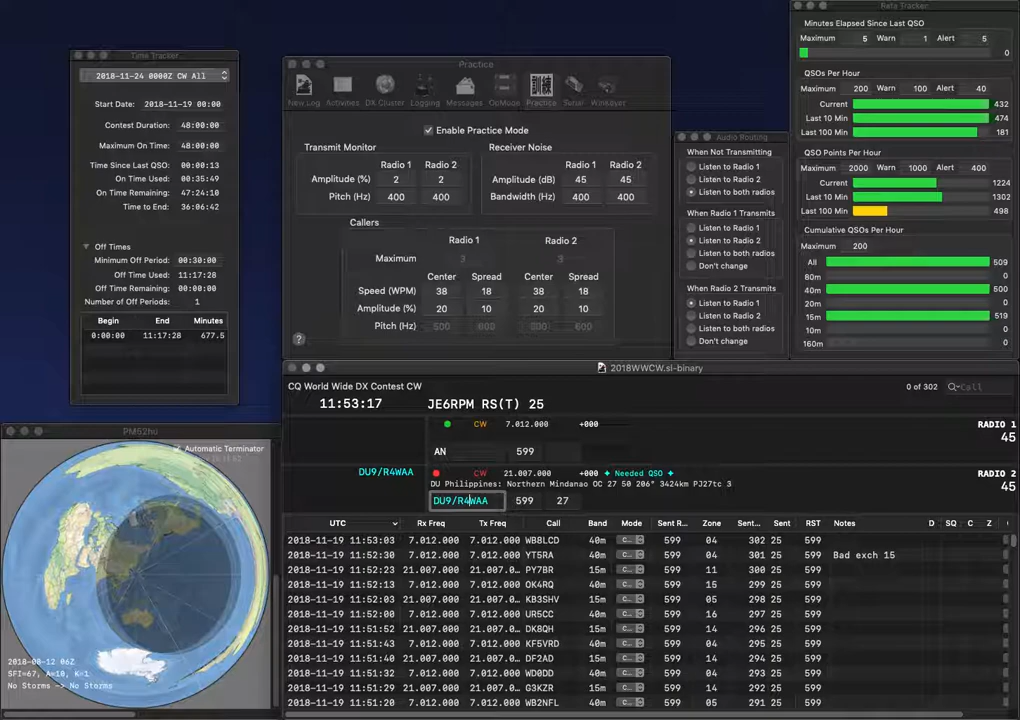 Time Tracker
2018-11-24 0000Z CW All
Start Date: 2018-11-19 00:00
Contest Duration: 48:00:00
Maximum On Time: 48:00:00
Time Since Last QSO: 00:00:13
On Time Used: 00:35:49
On Time Remaining: 47:24:10
Time to End: 36:06:42
Off Times
Minimum Off Period: 00:30:00
Off Time Used: 11:17:28
Off Time Remaining: 00:00:00
Number of Off Periods: 1
Begin End Minutes
0:00:00 11:17:28 677.5
Practice
New Log Activities DX Cluster Logging Messages OpMode Practice Serial WinKeyer
訓練
Enable Practice Mode
Transmit Monitor
Radio 1 Radio 2
Amplitude (%) 2 2
Pitch (Hz) 400 400
Receiver Noise
Radio 1 Radio 2
Amplitude (dB) 45 45
Bandwidth (Hz) 400 400
Callers
Radio 1 Radio 2
Maximum 3 3
Center Spread Center Spread
Speed (WPM) 38 18 38 18
Amplitude (%) 20 10 20 10
Pitch (Hz) 500 600 500 600
?
Audio Routing
When Not Transmitting
Listen to Radio 1
Listen to Radio 2
Listen to both radios
When Radio 1 Transmits
Listen to Radio 1
Listen to Radio 2
Listen to both radios
Don't change
When Radio 2 Transmits
Listen to Radio 1
Listen to Radio 2
Listen to both radios
Don't change
Rate Tracker
Minutes Elapsed Since Last QSO
Maximum 5 Warn 1 Alert 5
0
QSOs Per Hour
Maximum 200 Warn 100 Alert 40
Current 432
Last 10 Min 474
Last 100 Min 181
QSO Points Per Hour
Maximum 2000 Warn 1000 Alert 400
Current 1224
Last 10 Min 1302
Last 100 Min 498
Cumulative QSOs Per Hour
Maximum 200
All 509
80m 0
40m 500
20m 0
15m 519
10m 0
160m 0
PM52hu
Automatic Terminator
2018-00-12 06Z
SFI=67, A=10, K=1
No Storms -> No Storms
2018WWCW.sl-binary
CQ World Wide DX Contest CW
0 of 302 Call
11:53:17 JE6RPM RS(T) 25
CW 7.012.000 +000 RADIO 1
45
AN 599
DU9/R4WAA CW 21.007.000 +000 Needed QSO RADIO 2
45
DU Philippines: Northern Mindanao OC 27 50 206° 3424km PJ27tc 3
DU9/R4WAA 599 27
UTC Rx Freq Tx Freq Call Band Mode Sent R... Zone Sent... Sent RST Notes D SQ C Z
2018-11-19 11:53:03 7.012.000 7.012.000 WB8LCD 40m C... 599 04 302 25 599
2018-11-19 11:52:30 7.012.000 7.012.000 YT5RA 40m C... 599 04 301 25 599 Bad exch 15
2018-11-19 11:52:23 21.007.000 21.007.0... PY7BR 15m C... 599 11 300 25 599
2018-11-19 11:52:13 21.007.000 21.007.0... OK4RQ 15m C... 599 15 299 25 599
2018-11-19 11:52:03 21.007.000 21.007.0... KB3SHV 15m C... 599 05 298 25 599
2018-11-19 11:52:00 7.012.000 7.012.000 UR5CC 40m C... 599 16 297 25 599
2018-11-19 11:51:52 21.007.000 21.007.0... DK8QH 15m C... 599 14 296 25 599
2018-11-19 11:51:43 7.012.000 7.012.000 KF5VRD 40m C... 599 04 295 25 599
2018-11-19 11:51:40 21.007.000 21.007.0... DF2AD 15m C... 599 14 294 25 599
2018-11-19 11:51:32 7.012.000 7.012.000 WD0DD 40m C... 599 04 293 25 599
2018-11-19 11:51:29 21.007.000 21.007.0... G3KZR 15m C... 599 14 292 25 599
2018-11-19 11:51:20 7.012.000 7.012.000 WB2NFL 40m C... 599 05 291 25 599